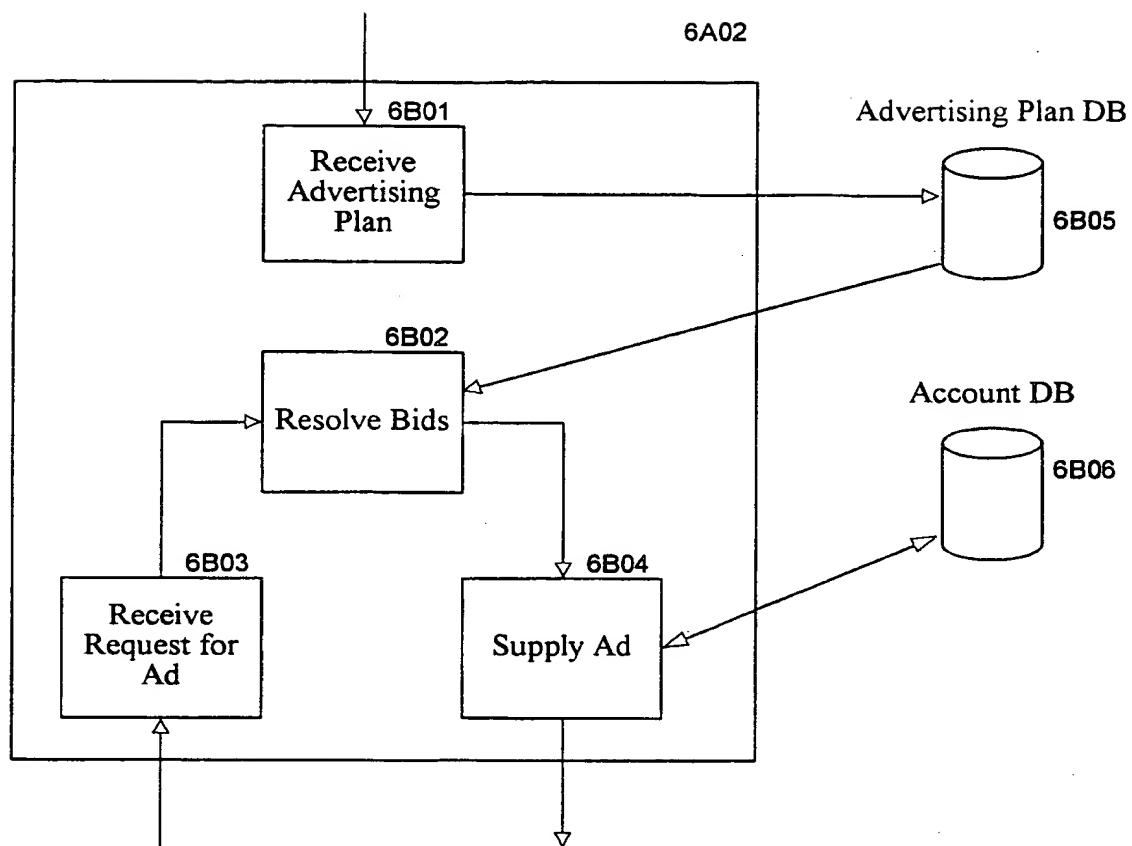 6A02
6B01
Receive
Advertising
Plan
Advertising Plan DB
6B05
6B02
Resolve Bids
Account DB
6B06
6B03
Receive
Request for
Ad
6B04
Supply Ad